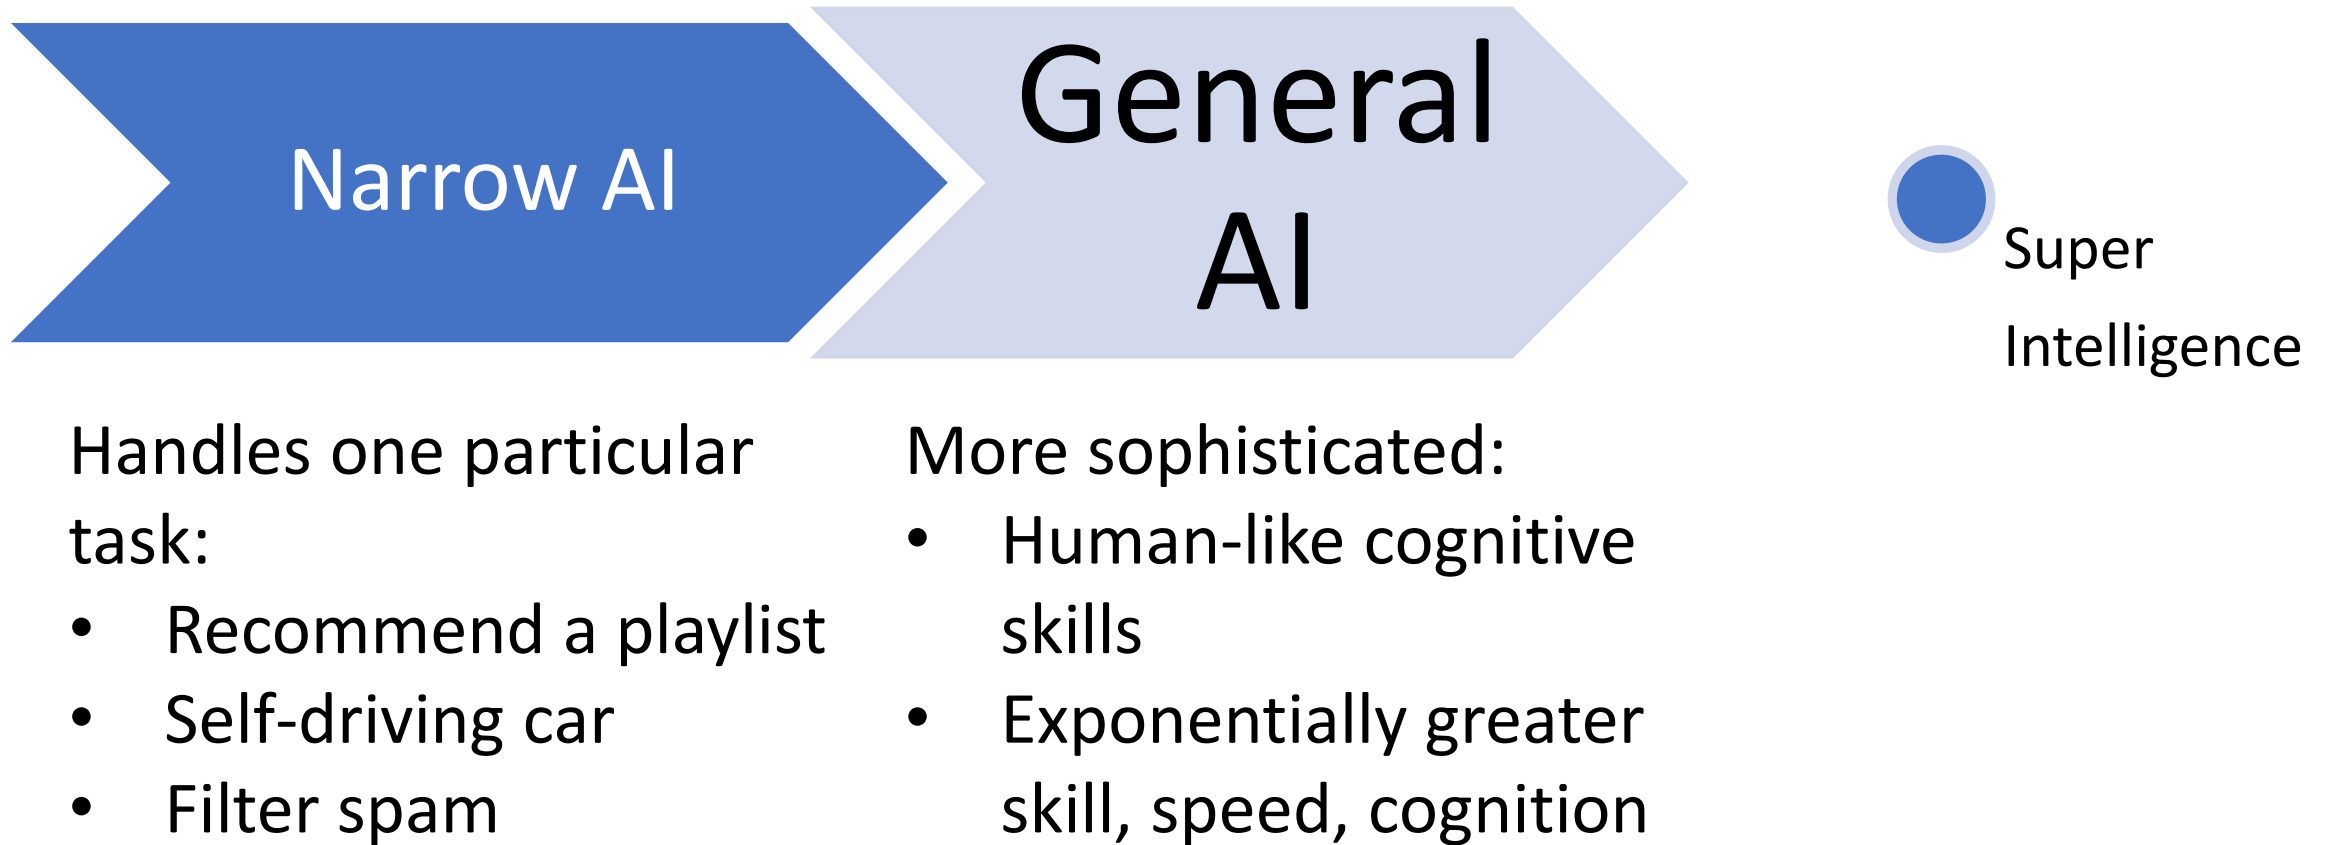 Narrow AI
General
AI
Super
Intelligence
Handles one particular
task:
• Recommend a playlist
• Self-driving car
• Filter spam
More sophisticated:
• Human-like cognitive
skills
• Exponentially greater
skill, speed, cognition